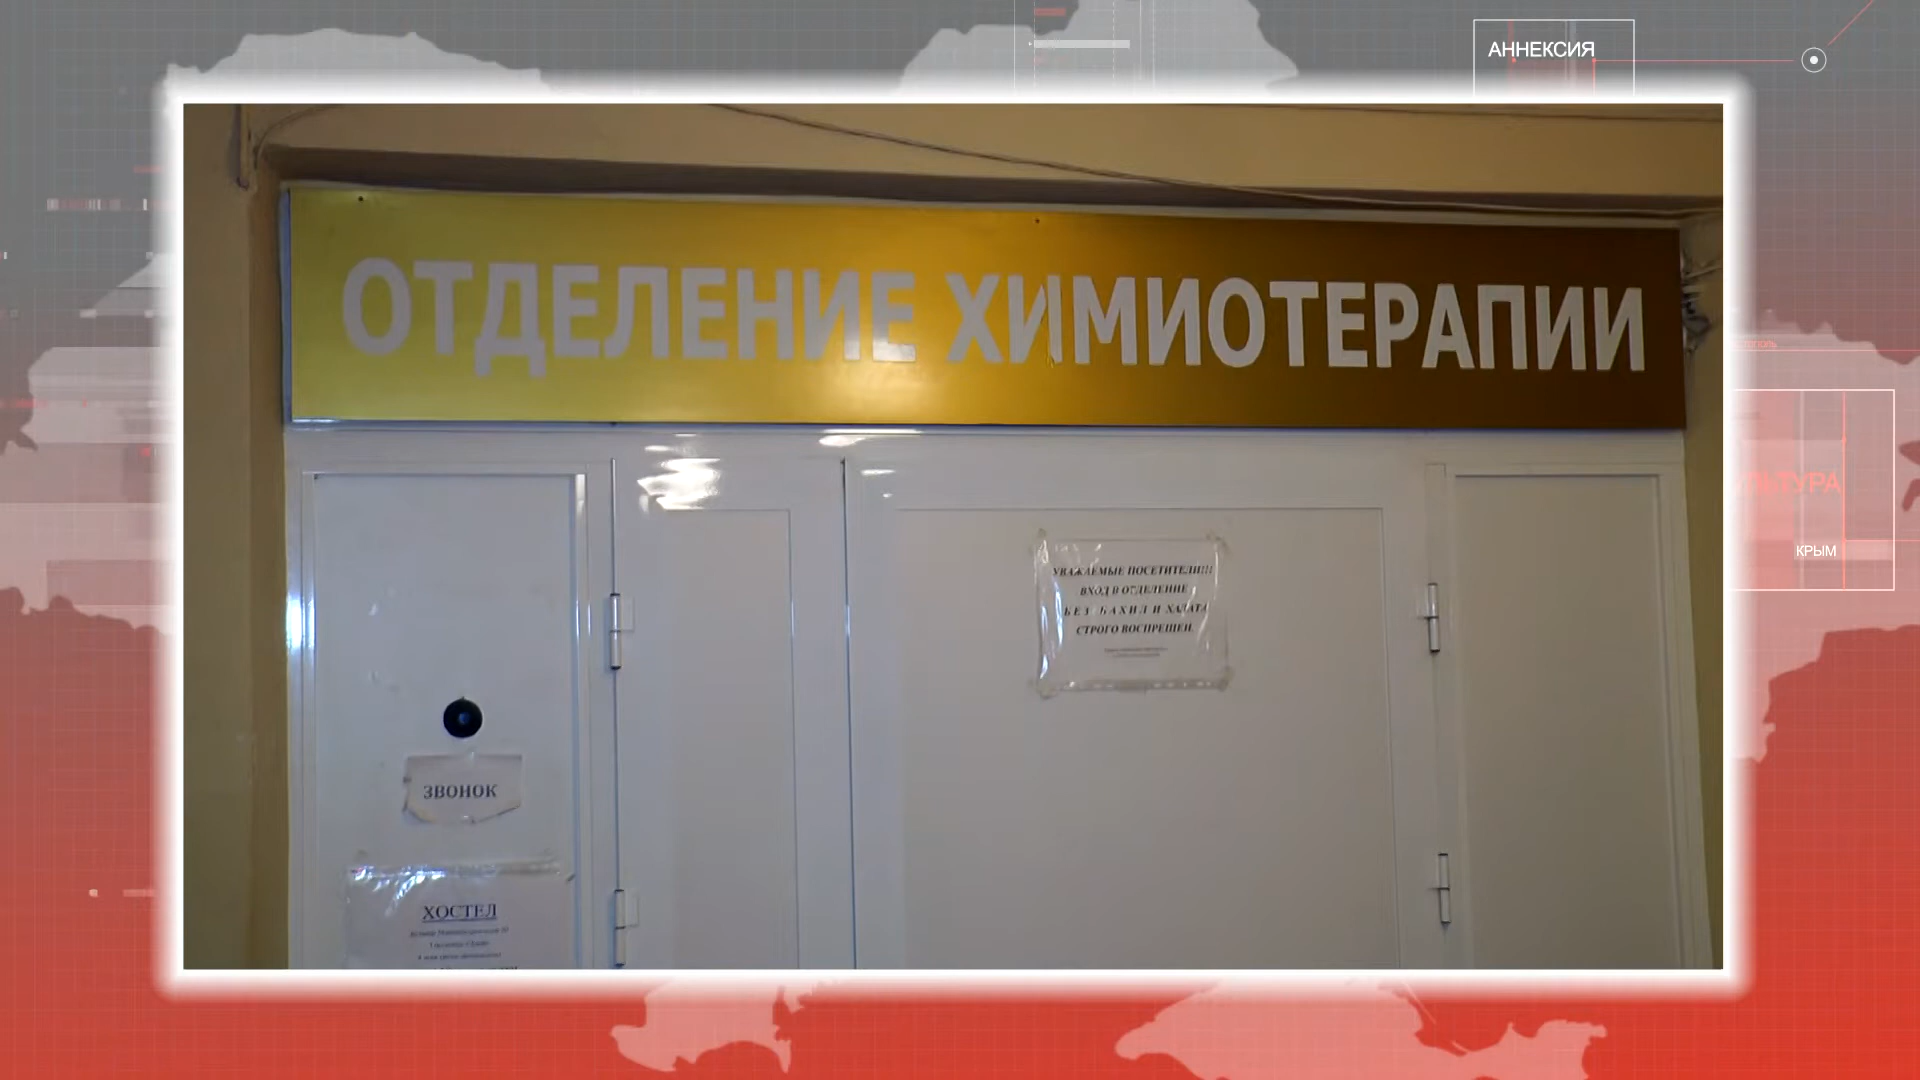 АННЕКСИЯ
ОТДЕЛЕНИЕ ХИМИОТЕРАПИИ
УВАЖАЕМЫЕ ПОСЕТИТЕЛИ!!!
ВХОД В ОТДЕЛЕНИЕ
БЕЗ БАХИЛ И ХАЛАТА
СТРОГО ВОСПРЕЩЕН.
ЗВОНОК
ХОСТЕЛ
КРЫМ